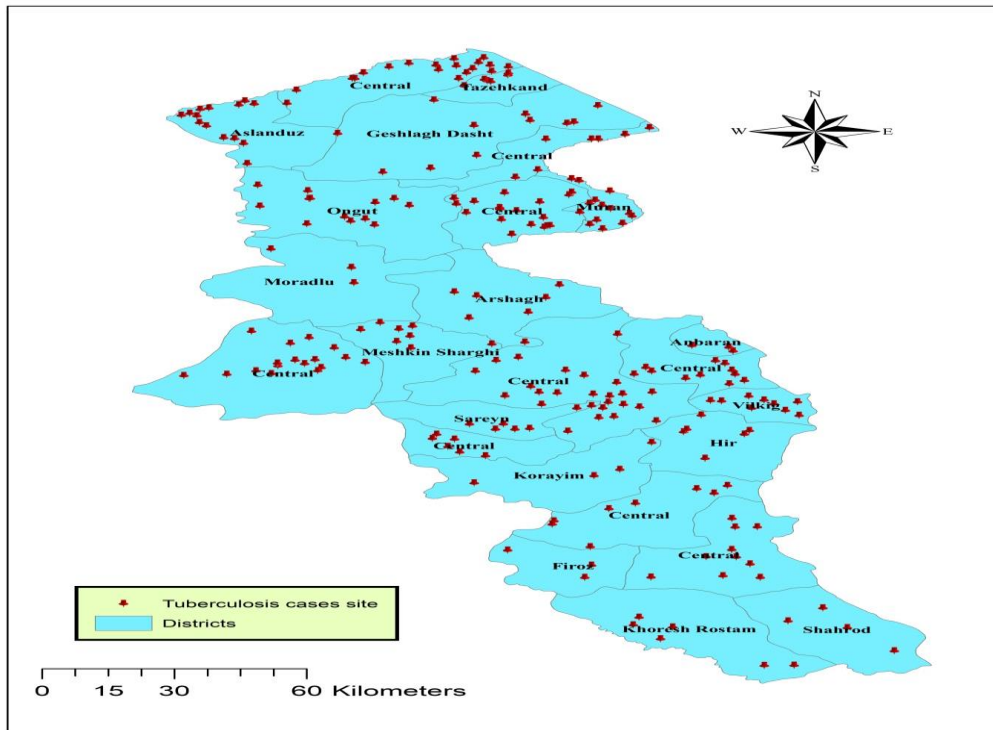 N
W E
S
Central
Tazehkand
Aslanduz
Geshlagh Dasht
Central
Ongut
Central
Muran
Moradlu
Arshagh
Meshkin Sharghi
Anbaran
Central
Central
Central
Vilkig
Sareyn
Central
Hir
Korayim
Central
Central
Firoz
Khoresh Rostam
Shahrod
Tuberculosis cases site
Districts
0 15 30 60 Kilometers